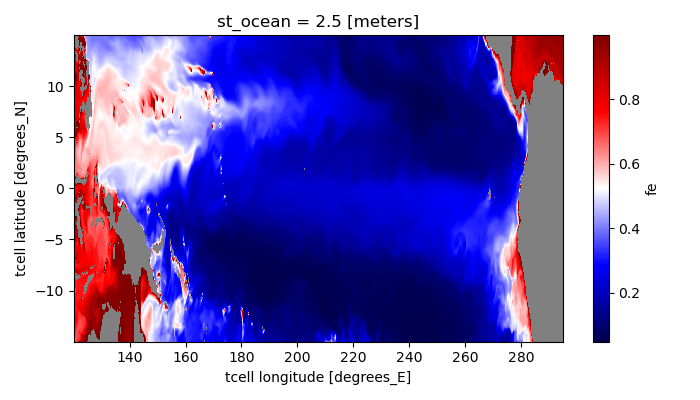 st_ocean = 2.5 [meters]
tcell latitude [degrees_N]
10
5
0
−5
−10
140 160 180 200 220 240 260 280
tcell longitude [degrees_E]
0.8
0.6
0.4
0.2
fe